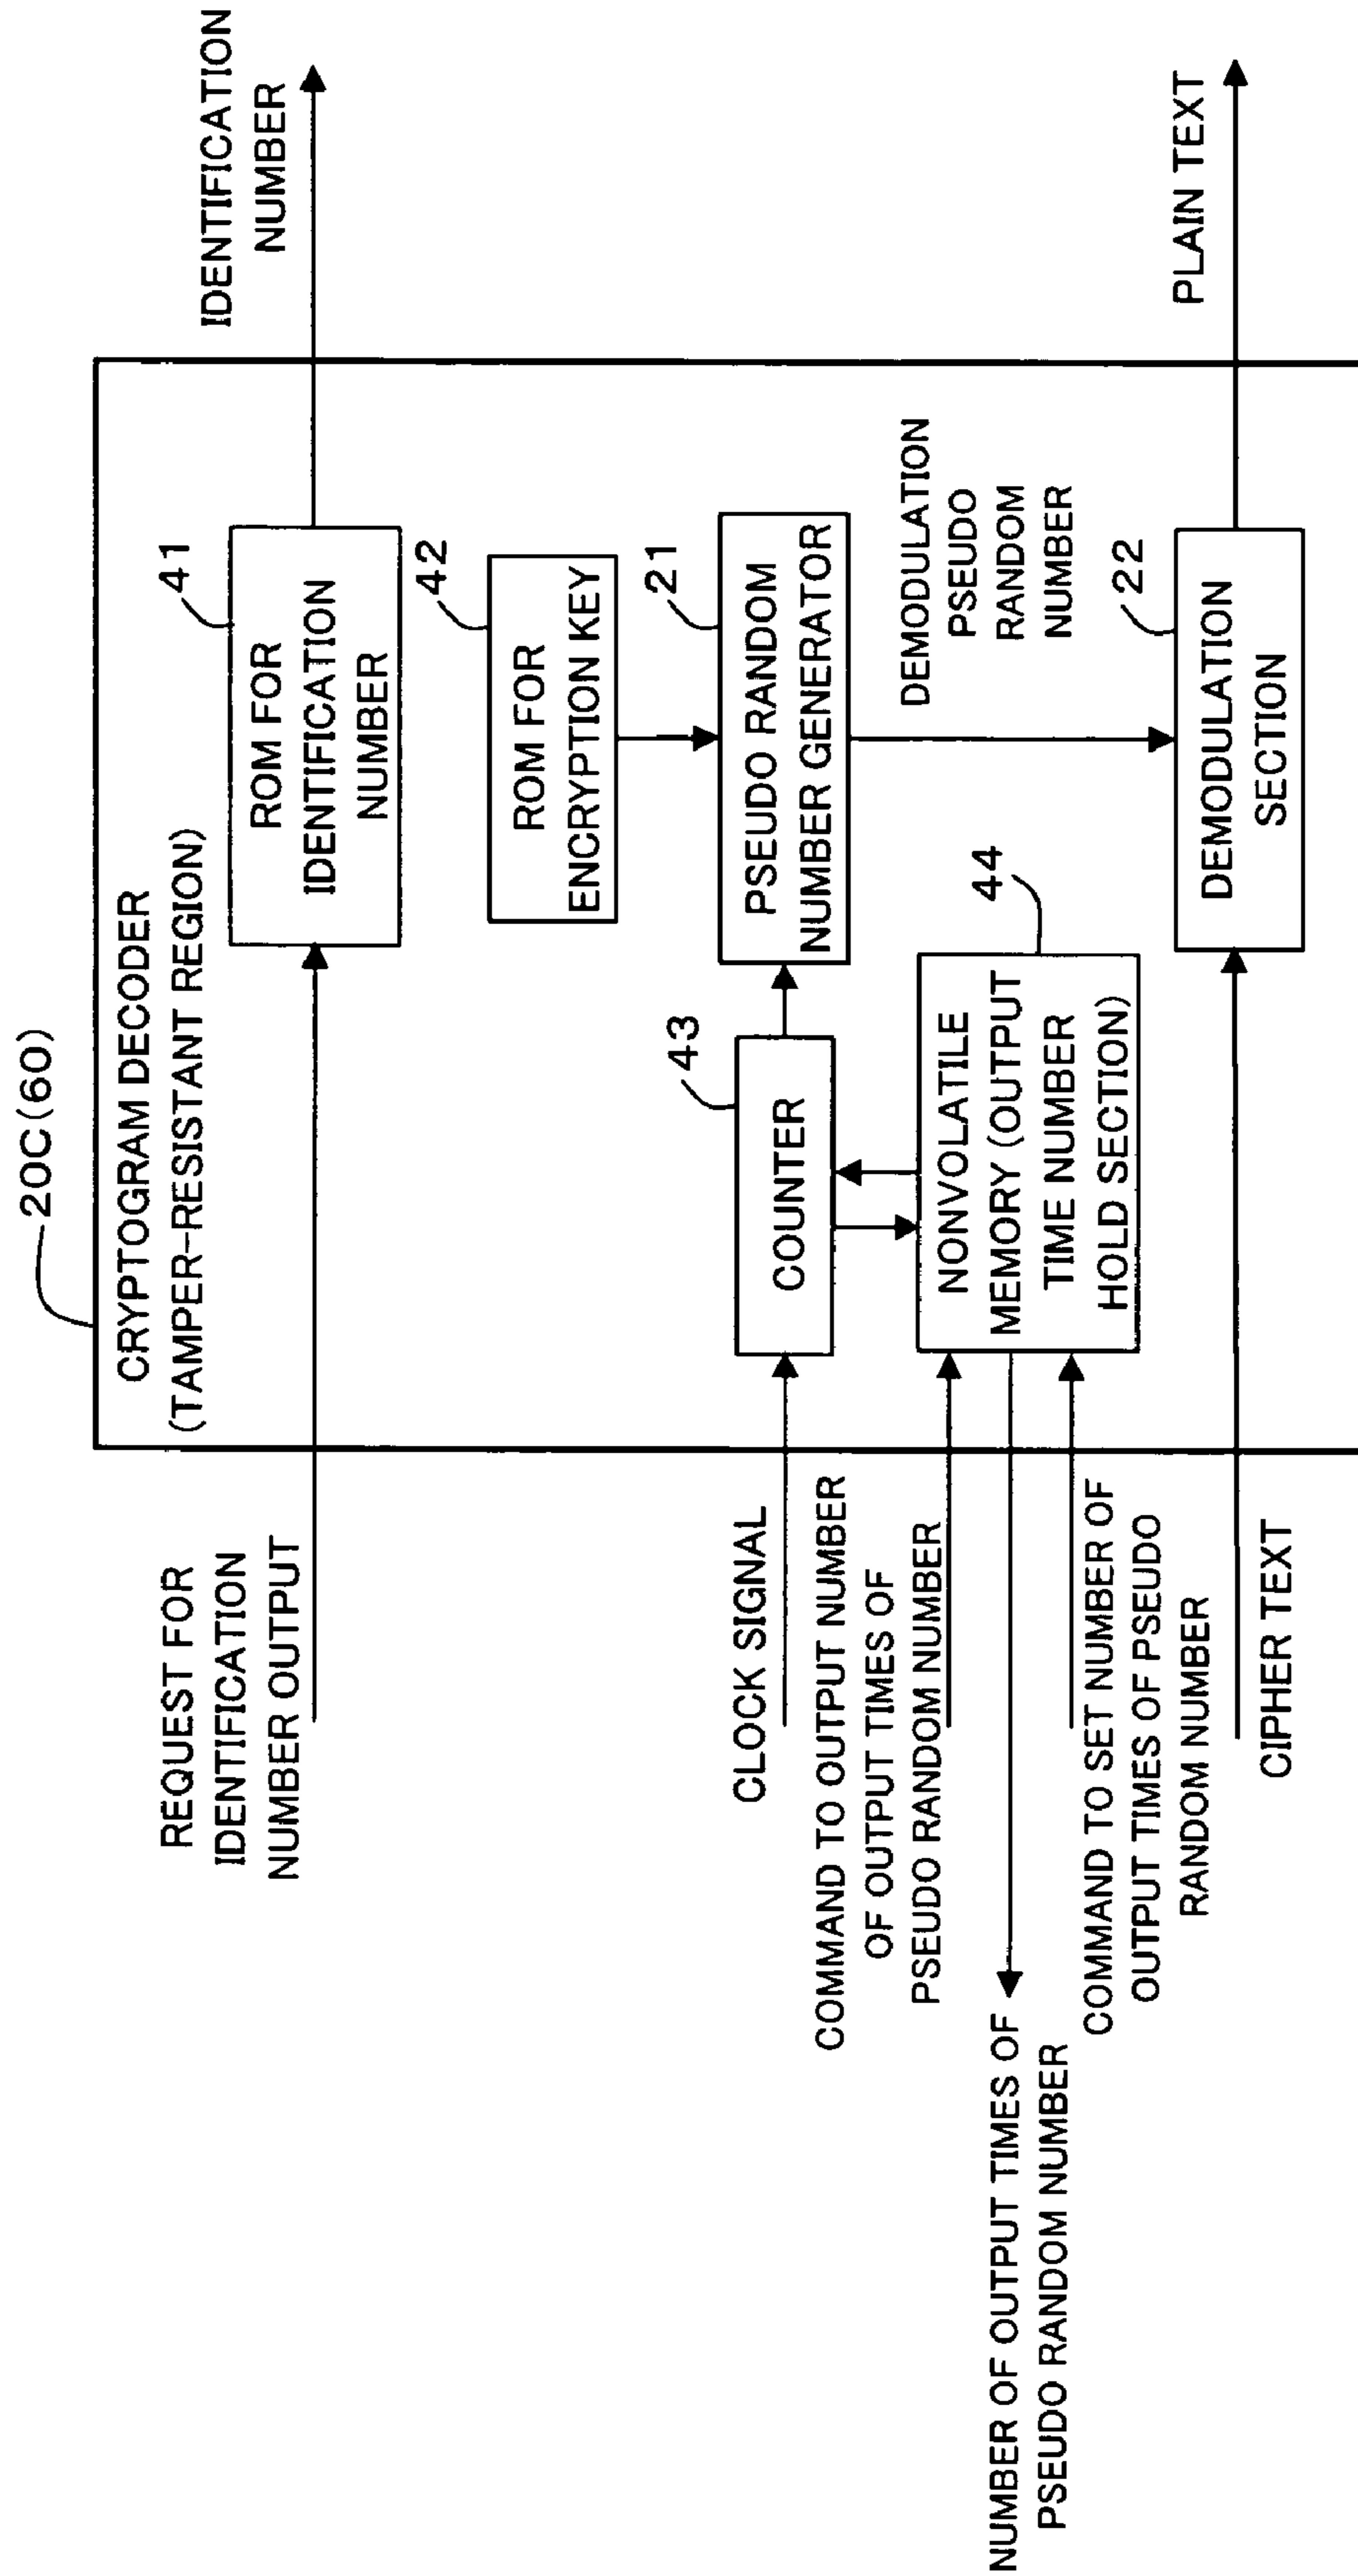 20C(60)
CRYPTOGRAM DECODER
(TAMPER-RESISTANT REGION)
REQUEST FOR
IDENTIFICATION
NUMBER OUTPUT
41
ROM FOR
IDENTIFICATION
NUMBER
IDENTIFICATION
NUMBER
42
ROM FOR
ENCRYPTION KEY
CLOCK SIGNAL
43
COUNTER
21
PSEUDO RANDOM
NUMBER GENERATOR
COMMAND TO OUTPUT NUMBER
OF OUTPUT TIMES OF
PSEUDO RANDOM NUMBER
NUMBER OF OUTPUT TIMES OF
PSEUDO RANDOM NUMBER
COMMAND TO SET NUMBER OF
OUTPUT TIMES OF PSEUDO
RANDOM NUMBER
44
NONVOLATILE
MEMORY (OUTPUT
TIME NUMBER
HOLD SECTION)
DEMODULATION
PSEUDO
RANDOM
NUMBER
CIPHER TEXT
22
DEMODULATION
SECTION
PLAIN TEXT